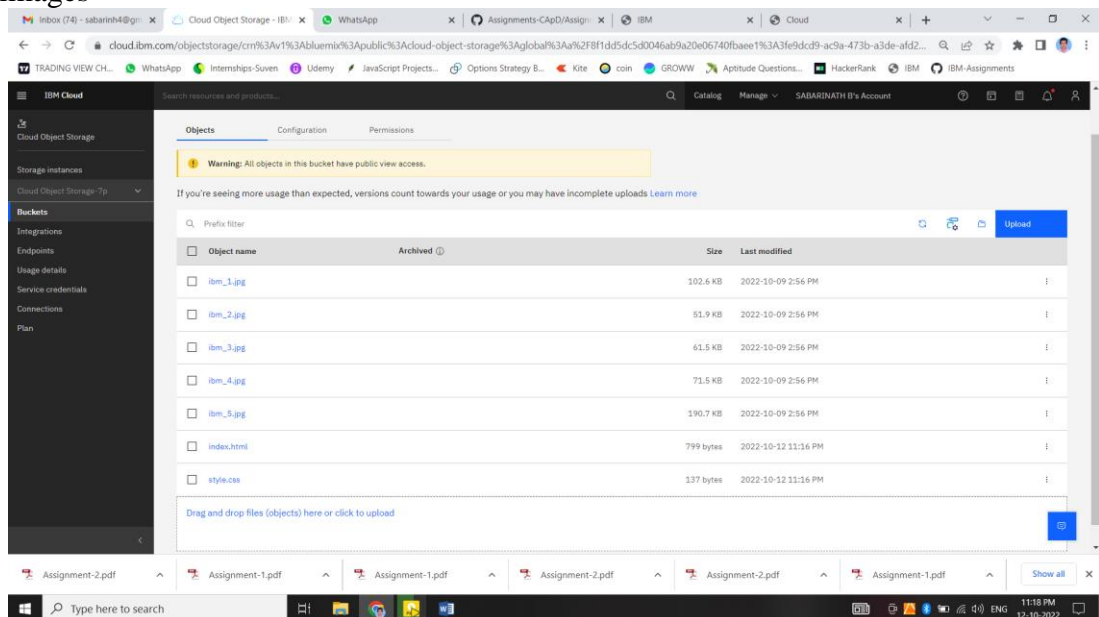 images
Inbox (74) - sabarinh4@gm
Cloud Object Storage - IBM
WhatsApp
Assignments-CApD/Assign
IBM
Cloud
cloud.ibm.com/objectstorage/crn%3Av1%3Abluemix%3Apublic%3Acloud-object-storage%3Aglobal%3Aa%2F8f1dd5dc5d0046ab9a20e06740fbaee1%3A3fe9dcd9-ac9a-473b-a3de-afd2...
TRADING VIEW CH... WhatsApp Internships-Suven Udemy JavaScript Projects... Options Strategy B... Kite coin GROWW Aptitude Questions... HackerRank IBM IBM-Assignments
IBM Cloud
Search resources and products...
Catalog Manage SABARINATH B's Account
Cloud Object Storage
Storage instances
Cloud Object Storage-7p
Buckets
Integrations
Endpoints
Usage details
Service credentials
Connections
Plan
Objects Configuration Permissions
Warning: All objects in this bucket have public view access.
If you're seeing more usage than expected, versions count towards your usage or you may have incomplete uploads Learn more
Prefix filter
Upload
Object name Archived Size Last modified
ibm_1.jpg 102.6 KB 2022-10-09 2:56 PM
ibm_2.jpg 51.9 KB 2022-10-09 2:56 PM
ibm_3.jpg 61.5 KB 2022-10-09 2:56 PM
ibm_4.jpg 71.5 KB 2022-10-09 2:56 PM
ibm_5.jpg 190.7 KB 2022-10-09 2:56 PM
index.html 799 bytes 2022-10-12 11:16 PM
style.css 137 bytes 2022-10-12 11:16 PM
Drag and drop files (objects) here or click to upload
Assignment-2.pdf Assignment-1.pdf Assignment-1.pdf Assignment-2.pdf Assignment-2.pdf Assignment-1.pdf Show all
Type here to search
ENG
11:18 PM
12-10-2022